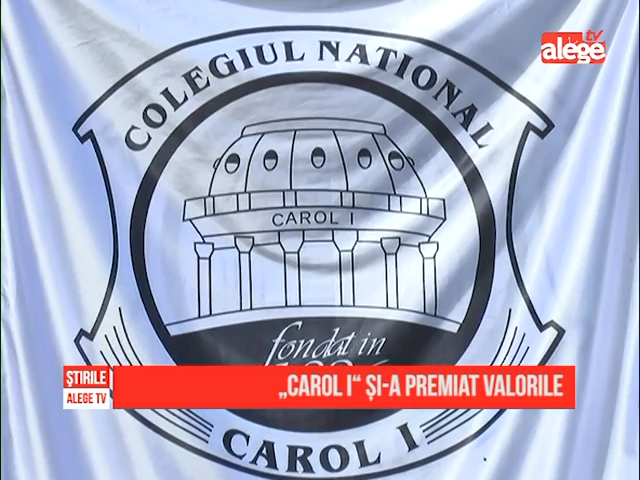 alege tv
COLEGIUL NATIONAL
CAROL I
fondat in
ȘTIRILE
ALEGE TV
„CAROL I“ ȘI-A PREMIAT VALORILE
CAROL I